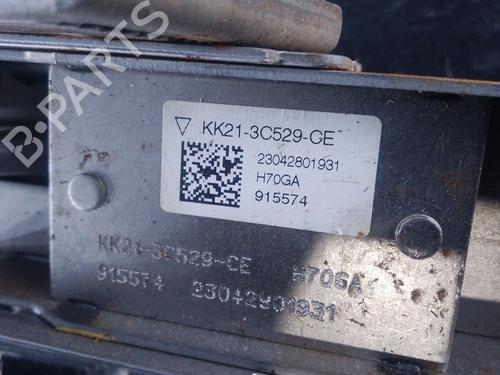 B-PARTS
KK21-3C529-CE
23042801931
H70GA
915574
KK21-3C529-CE H70GA
915574 23042801931